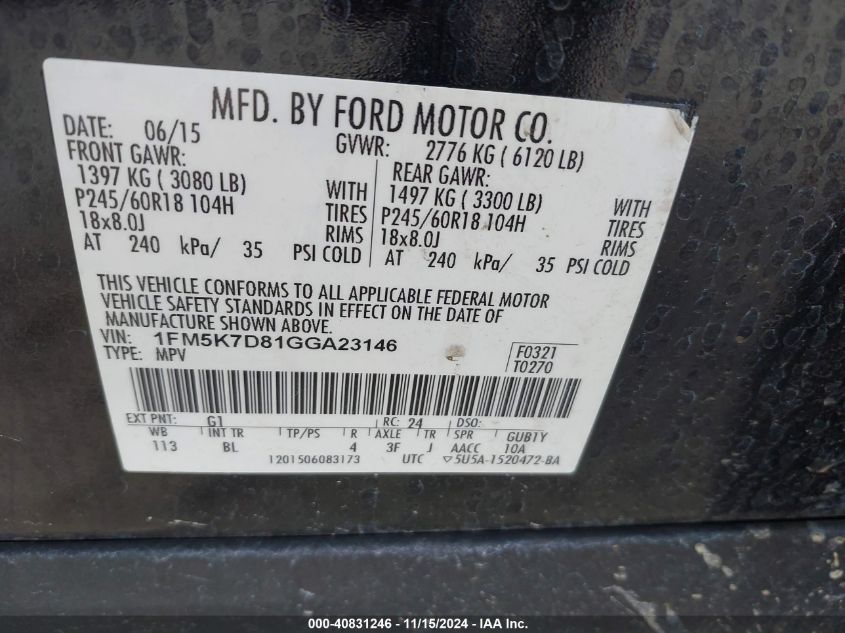 MFD. BY FORD MOTOR CO.
DATE: 06/15 GVWR: 2776 KG ( 6120 LB)
FRONT GAWR: REAR GAWR:
1397 KG ( 3080 LB) WITH 1497 KG ( 3300 LB) WITH
P245/60R18 104H TIRES P245/60R18 104H TIRES
18x8.0J RIMS 18x8.0J RIMS
AT 240 kPa/ 35 PSI COLD AT 240 kPa/ 35 PSI COLD
THIS VEHICLE CONFORMS TO ALL APPLICABLE FEDERAL MOTOR
VEHICLE SAFETY STANDARDS IN EFFECT ON THE DATE OF
MANUFACTURE SHOWN ABOVE.
VIN: 1FM5K7D81GGA23146 F0321
TYPE: MPV T0270
EXT PNT: G1 RC: 24 DSO:
WB INT TR TP/PS R AXLE TR SPR GUB1Y
113 BL 4 3F J AACC 10A
1201506083173 UTC ▽5U5A-1520472-BA
000-40831246 - 11/15/2024 - IAA Inc.